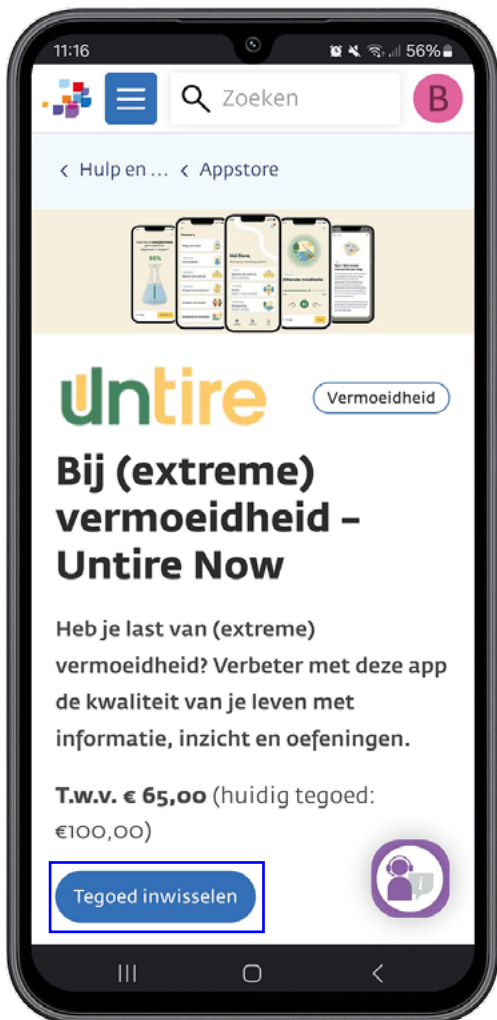 11:16
56%
Zoeken
B
Hulp en ...
Appstore
untire
Vermoeidheid
Bij (extreme)
vermoeidheid –
Untire Now
Heb je last van (extreme)
vermoeidheid? Verbeter met deze app
de kwaliteit van je leven met
informatie, inzicht en oefeningen.
T.w.v. € 65,00 (huidig tegoed:
€100,00)
Tegoed inwisselen